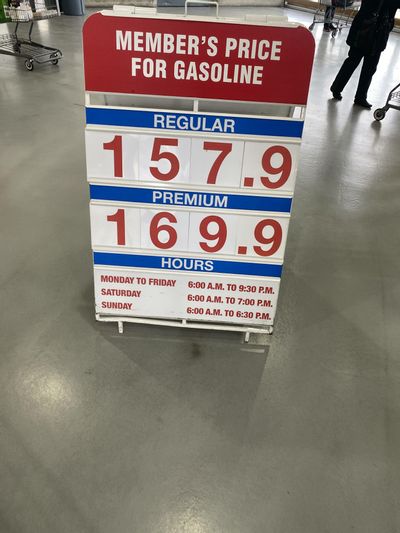 MEMBER'S PRICE
FOR GASOLINE
REGULAR
157.9
PREMIUM
169.9
HOURS
MONDAY TO FRIDAY 6:00 A.M. TO 9:30 P.M.
SATURDAY 6:00 A.M. TO 7:00 P.M.
SUNDAY 6:00 A.M. TO 6:30 P.M.